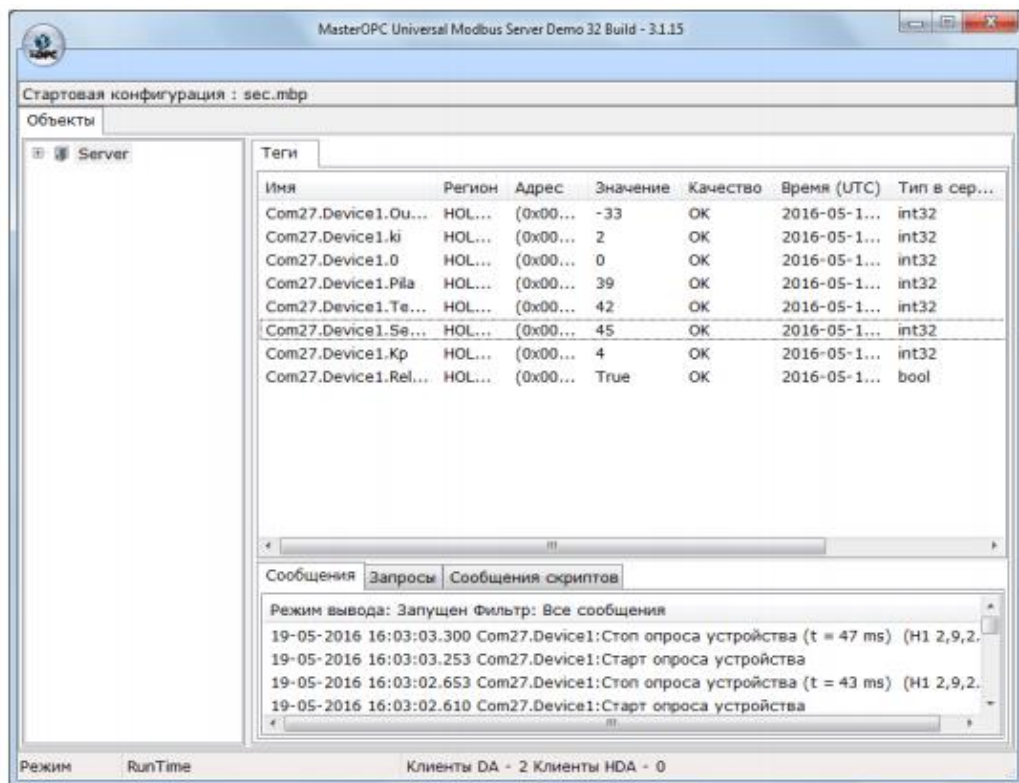 MasterOPC Universal Modbus Server Demo 32 Build - 3.1.15
Стартовая конфигурация : sec.mbp
Объекты
Server
Теги
Имя Регион Адрес Значение Качество Время (UTC) Тип в сер...
Com27.Device1.Ou... HOL... (0x00... -33 OK 2016-05-1... int32
Com27.Device1.ki HOL... (0x00... 2 OK 2016-05-1... int32
Com27.Device1.0 HOL... (0x00... 0 OK 2016-05-1... int32
Com27.Device1.Pila HOL... (0x00... 39 OK 2016-05-1... int32
Com27.Device1.Te... HOL... (0x00... 42 OK 2016-05-1... int32
Com27.Device1.Se... HOL... (0x00... 45 OK 2016-05-1... int32
Com27.Device1.Kp HOL... (0x00... 4 OK 2016-05-1... int32
Com27.Device1.Rel... HOL... (0x00... True OK 2016-05-1... bool
Сообщения Запросы Сообщения скриптов
Режим вывода: Запущен Фильтр: Все сообщения
19-05-2016 16:03:03.300 Com27.Device1:Стоп опроса устройства (t = 47 ms) (H1 2,9,2.
19-05-2016 16:03:03.253 Com27.Device1:Старт опроса устройства
19-05-2016 16:03:02.653 Com27.Device1:Стоп опроса устройства (t = 43 ms) (H1 2,9,2.
19-05-2016 16:03:02.610 Com27.Device1:Старт опроса устройства
Режим RunTime Клиенты DA - 2 Клиенты HDA - 0